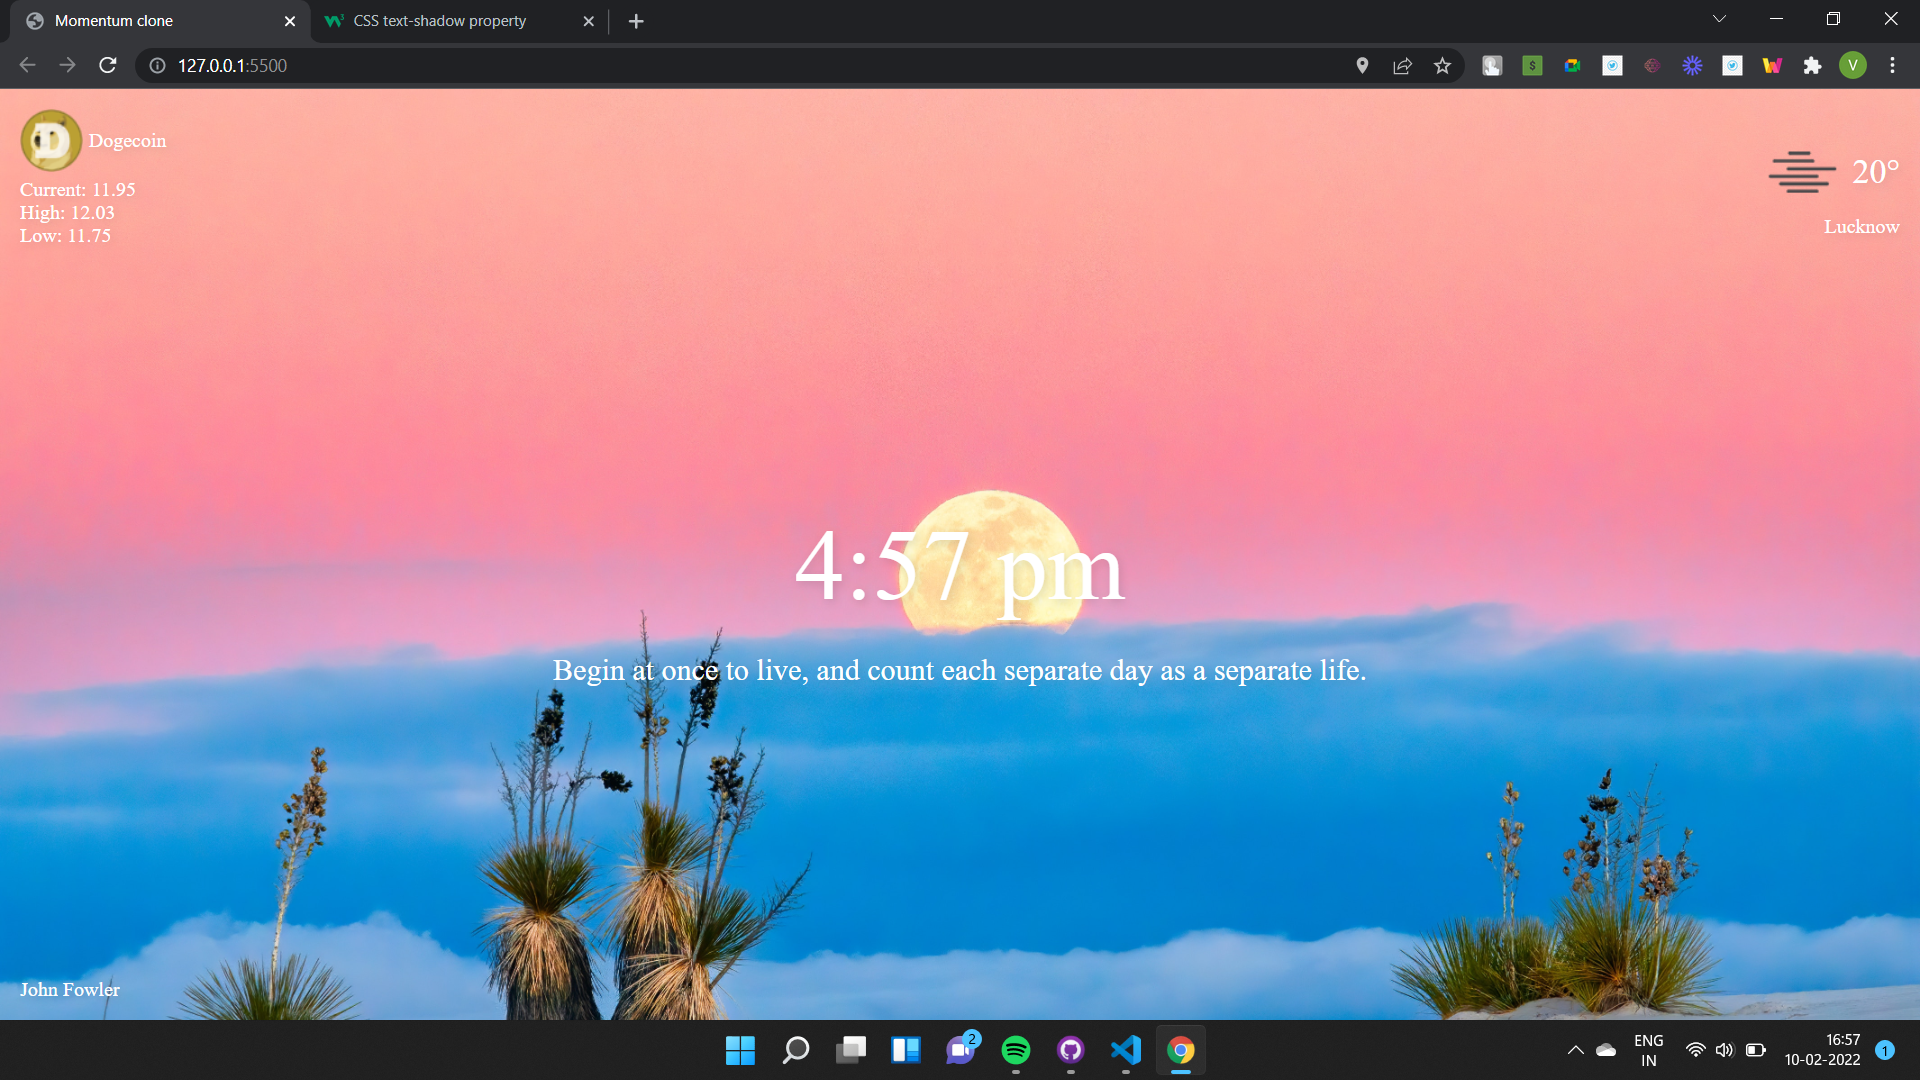 Momentum clone
CSS text-shadow property
127.0.0.1:5500
V
Dogecoin
Current: 11.95
High: 12.03
Low: 11.75
20°
Lucknow
4:57 pm
Begin at once to live, and count each separate day as a separate life.
John Fowler
2
ENG
IN
16:57
10-02-2022
1